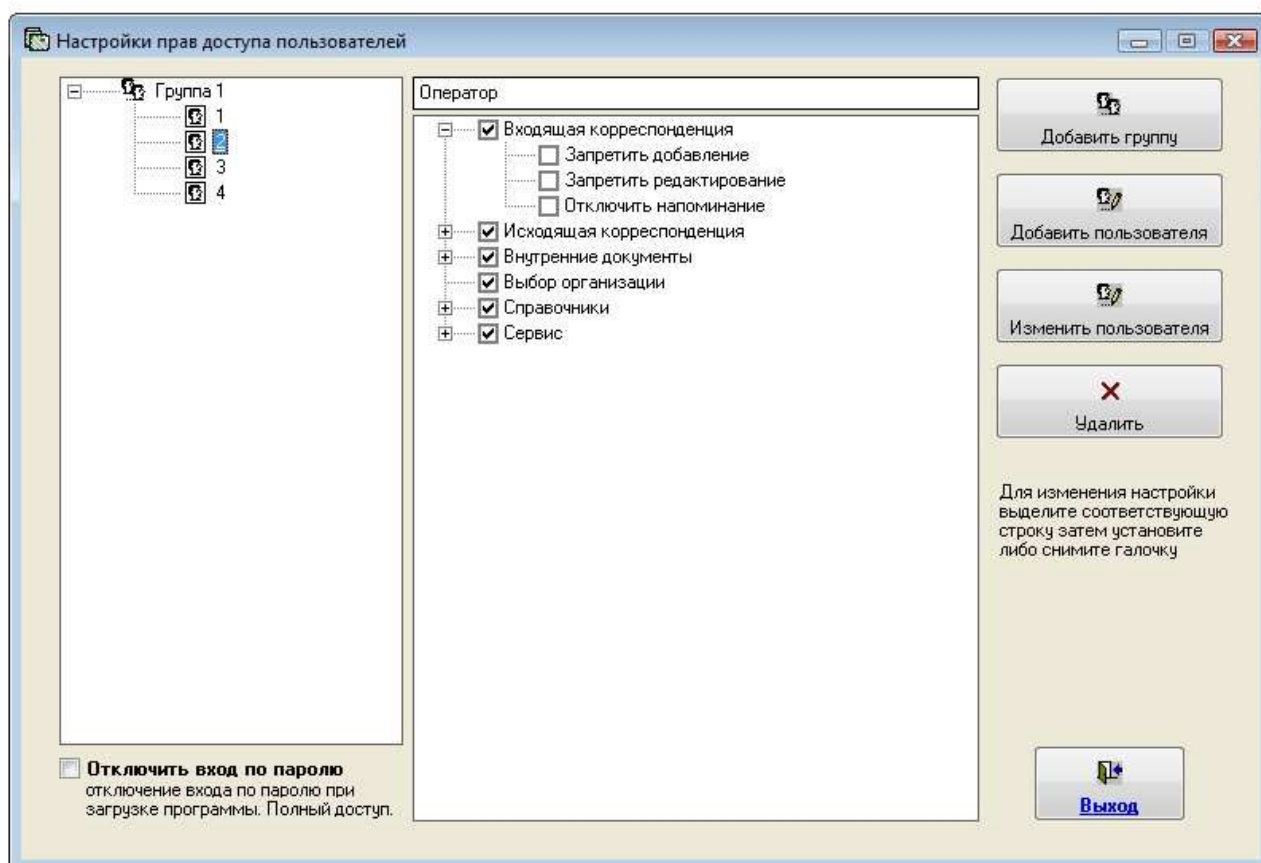 Настройки прав доступа пользователей
Группа 1
1
2
3
4
Оператор
Входящая корреспонденция
Запретить добавление
Запретить редактирование
Отключить напоминание
Исходящая корреспонденция
Внутренние документы
Выбор организации
Справочники
Сервис
Добавить группу
Добавить пользователя
Изменить пользователя
Удалить
Для изменения настройки
выделите соответствующую
строку затем установите
либо снимите галочку
Отключить вход по паролю
отключение входа по паролю при
загрузке программы. Полный доступ.
Выход